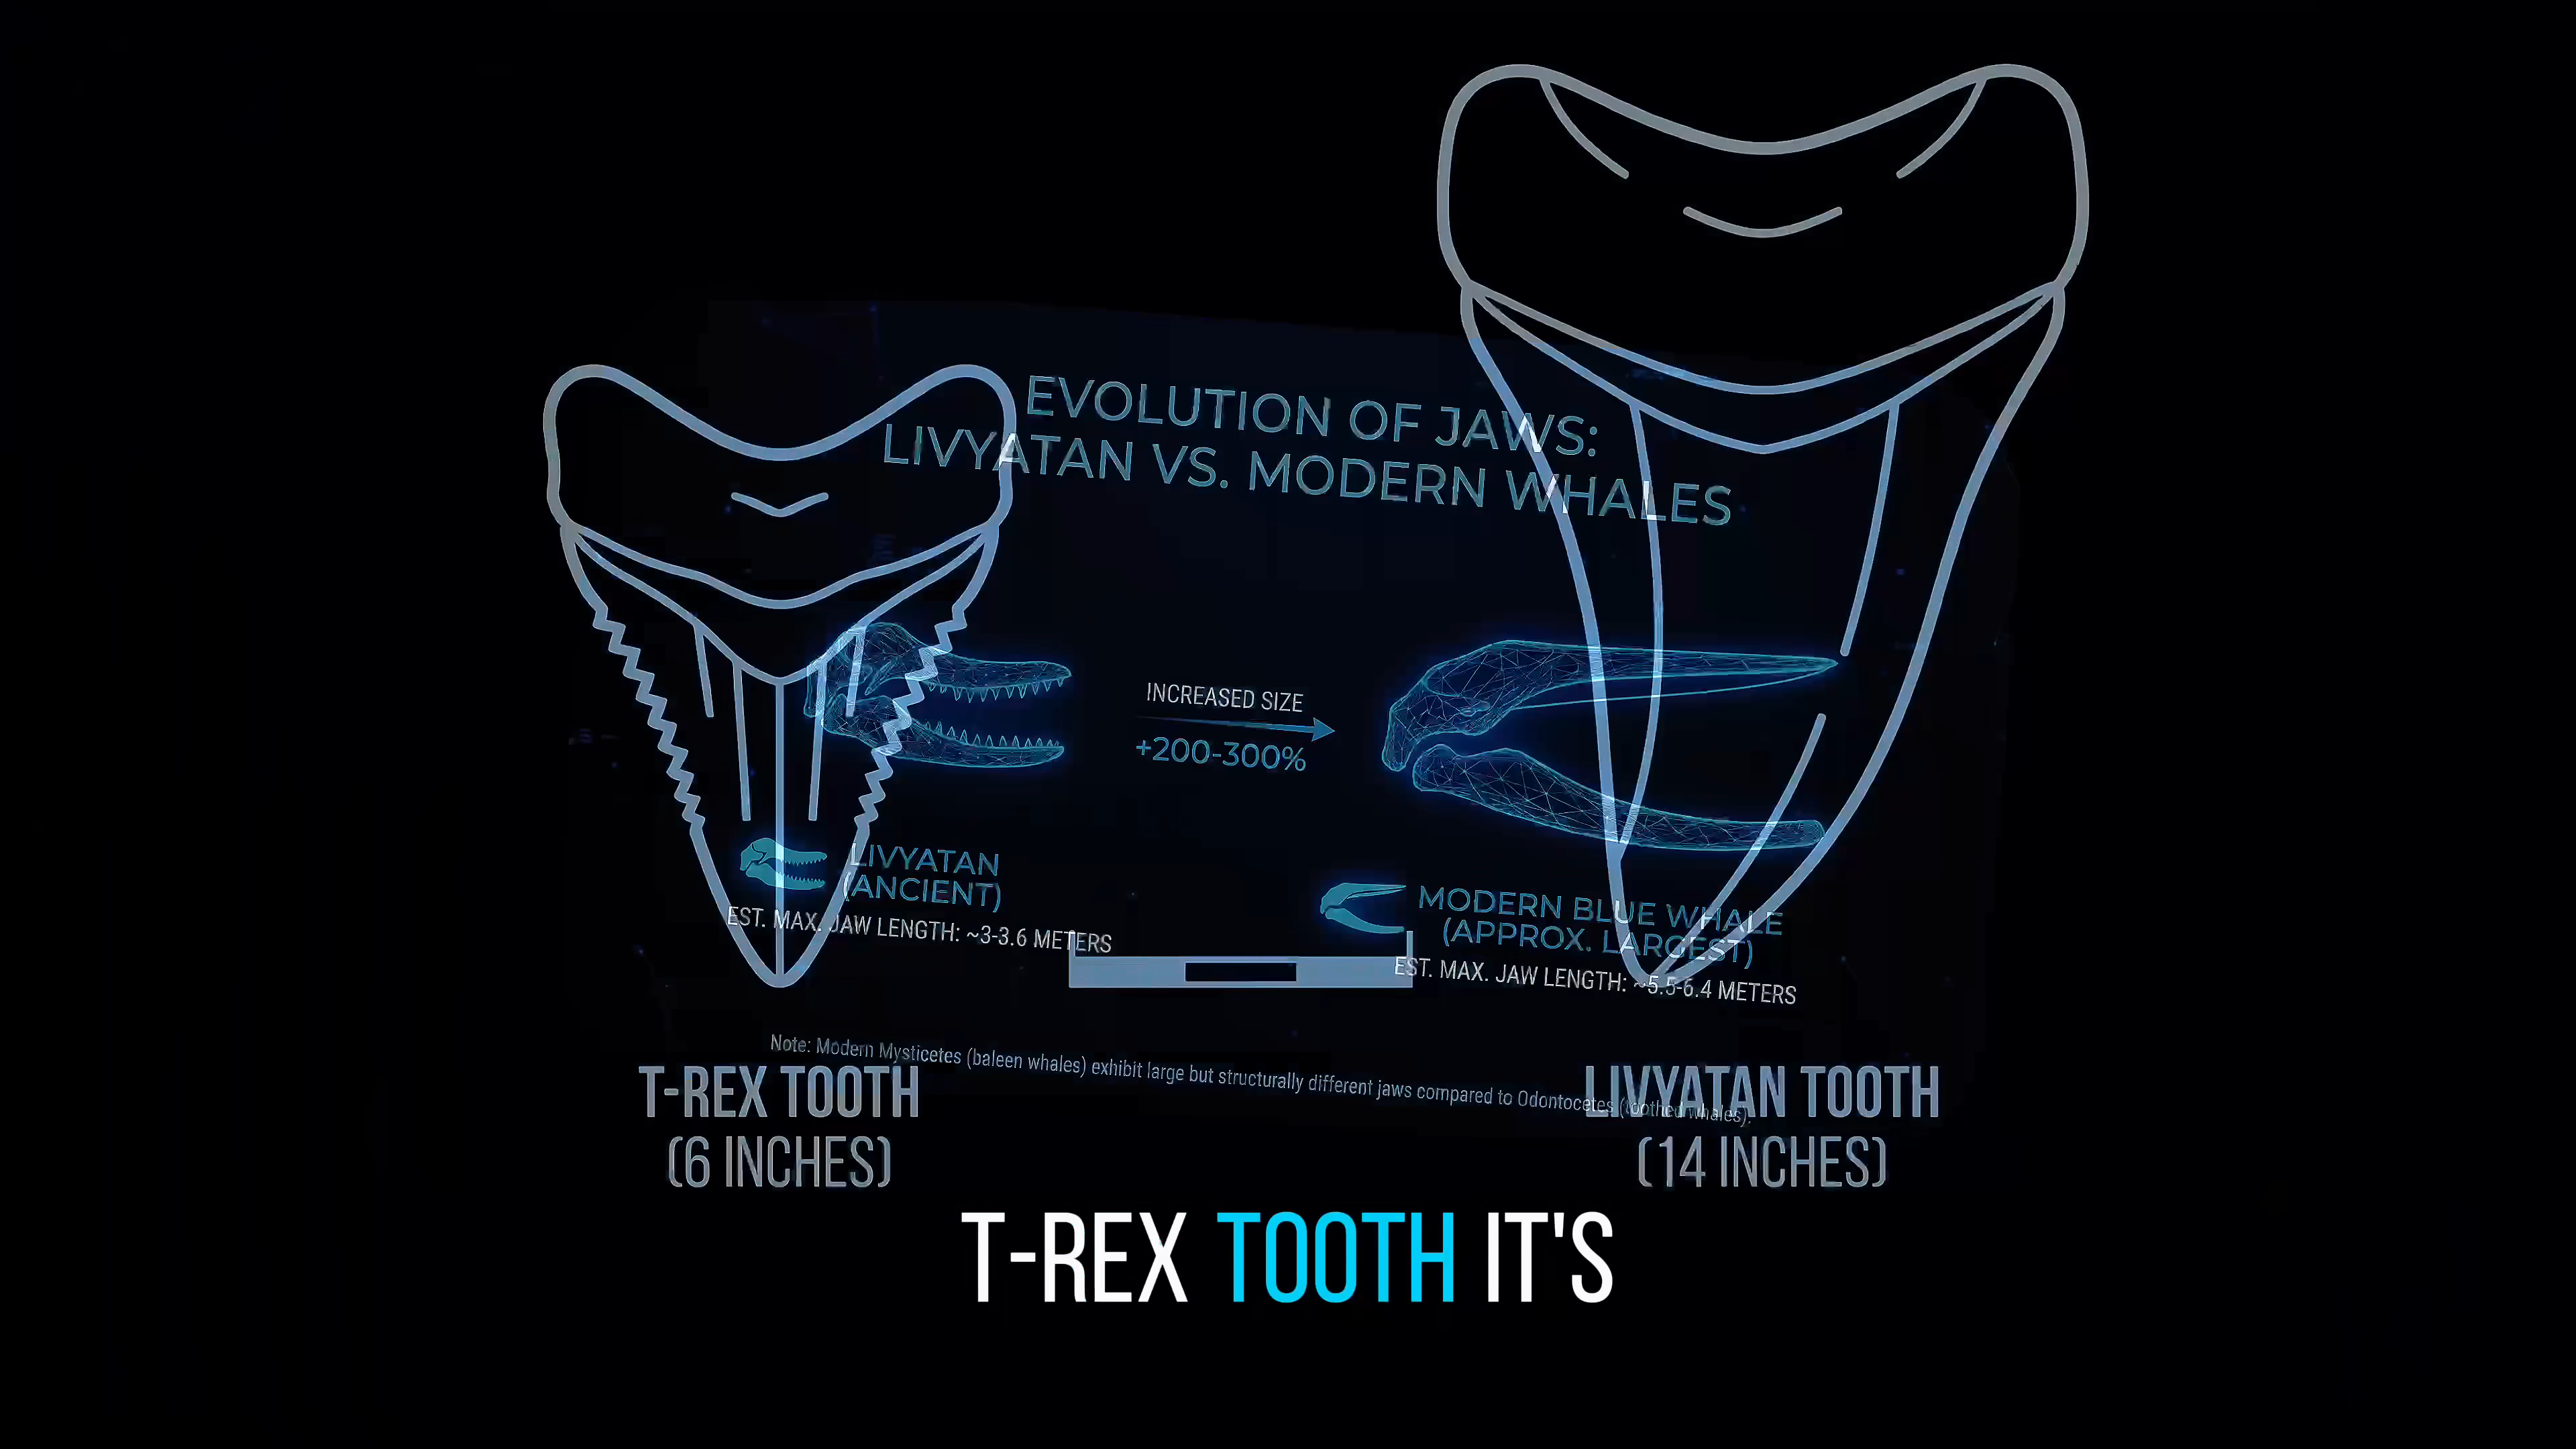 EVOLUTION OF JAWS:
LIVYATAN VS. MODERN WHALES
INCREASED SIZE
+200-300%
LIVYATAN
(ANCIENT)
EST. MAX. JAW LENGTH: ~3-3.6 METERS
MODERN BLUE WHALE
(APPROX. LARGEST)
EST. MAX. JAW LENGTH: ~5.5-6.4 METERS
Note: Modern Mysticetes (baleen whales) exhibit large but structurally different jaws compared to Odontocetes (toothed whales).
T-REX TOOTH
(6 INCHES)
LIVYATAN TOOTH
(14 INCHES)
T-REX TOOTH IT'S